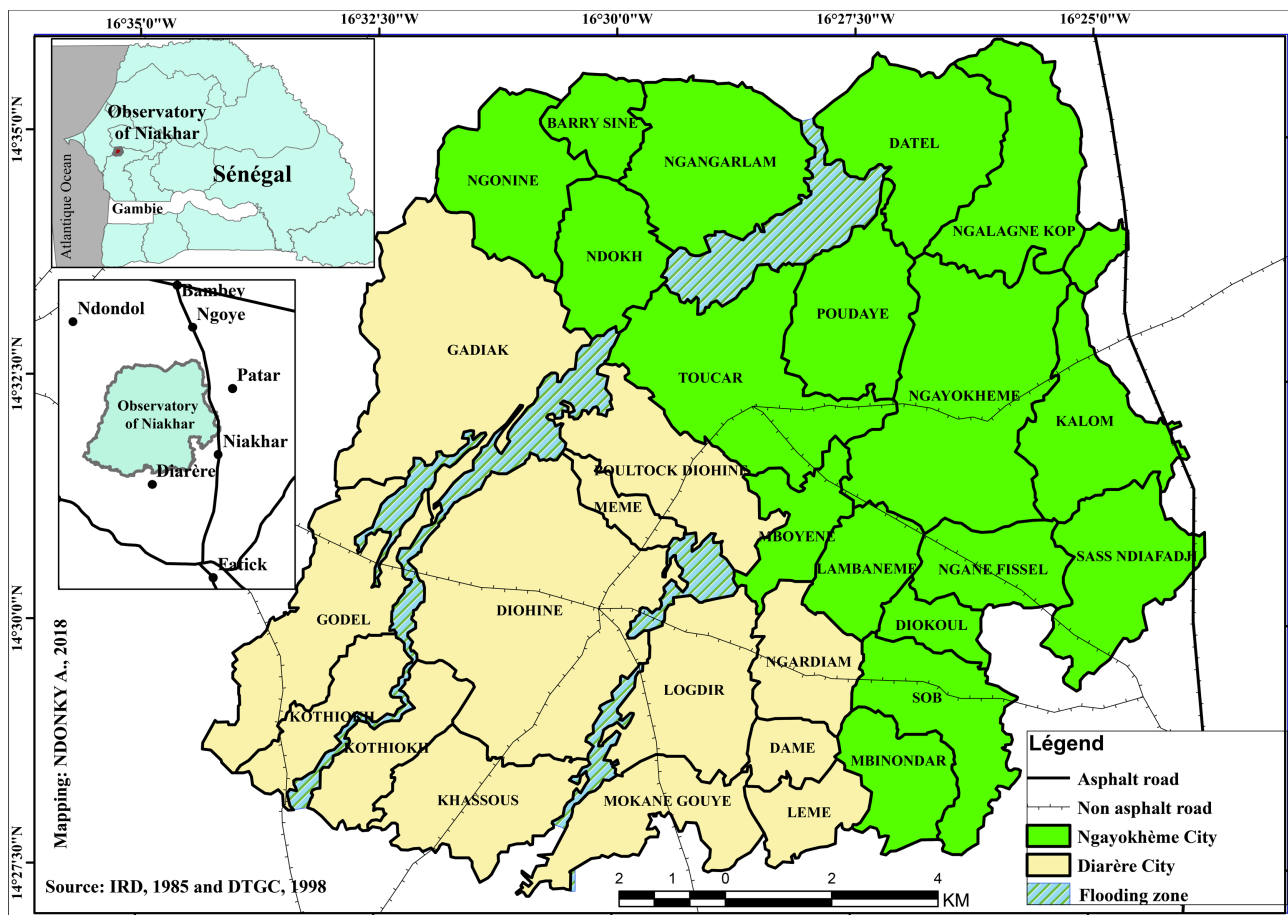 16°35'0"W
16°32'30"W
16°30'0"W
16°27'30"W
16°25'0"W
14°35'0"N
14°32'30"N
14°30'0"N
14°27'30"N
Observatory
of Niakhar
Sénégal
Gambie
Atlantique Ocean
Bambey
Ndondol
Ngoye
Patar
Observatory
of Niakhar
Niakhar
Diarère
Fatick
BARRY SINE
NGANGARLAM
DATEL
NGONINE
NGALAGNE KOP
NDOKH
POUDAYE
GADIAK
TOUCAR
NGAYOKHEME
KALOM
POULTOCK DIOHINE
MEME
MBOYENE
SASS NDIAFADJI
LAMBANEME
NGANE FISSEL
DIOHINE
GODEL
DIOKOUL
NGARDIAM
LOGDIR
SOB
KOTHIOKH
KOTHIOKH
DAME
MBINONDAR
KHASSOUS
MOKANE GOUYE
LEME
Mapping: NDONKY A., 2018
Source: IRD, 1985 and DTGC, 1998
2 1 0 2 4
KM
Légend
Asphalt road
Non asphalt road
Ngayokhème City
Diarère City
Flooding zone